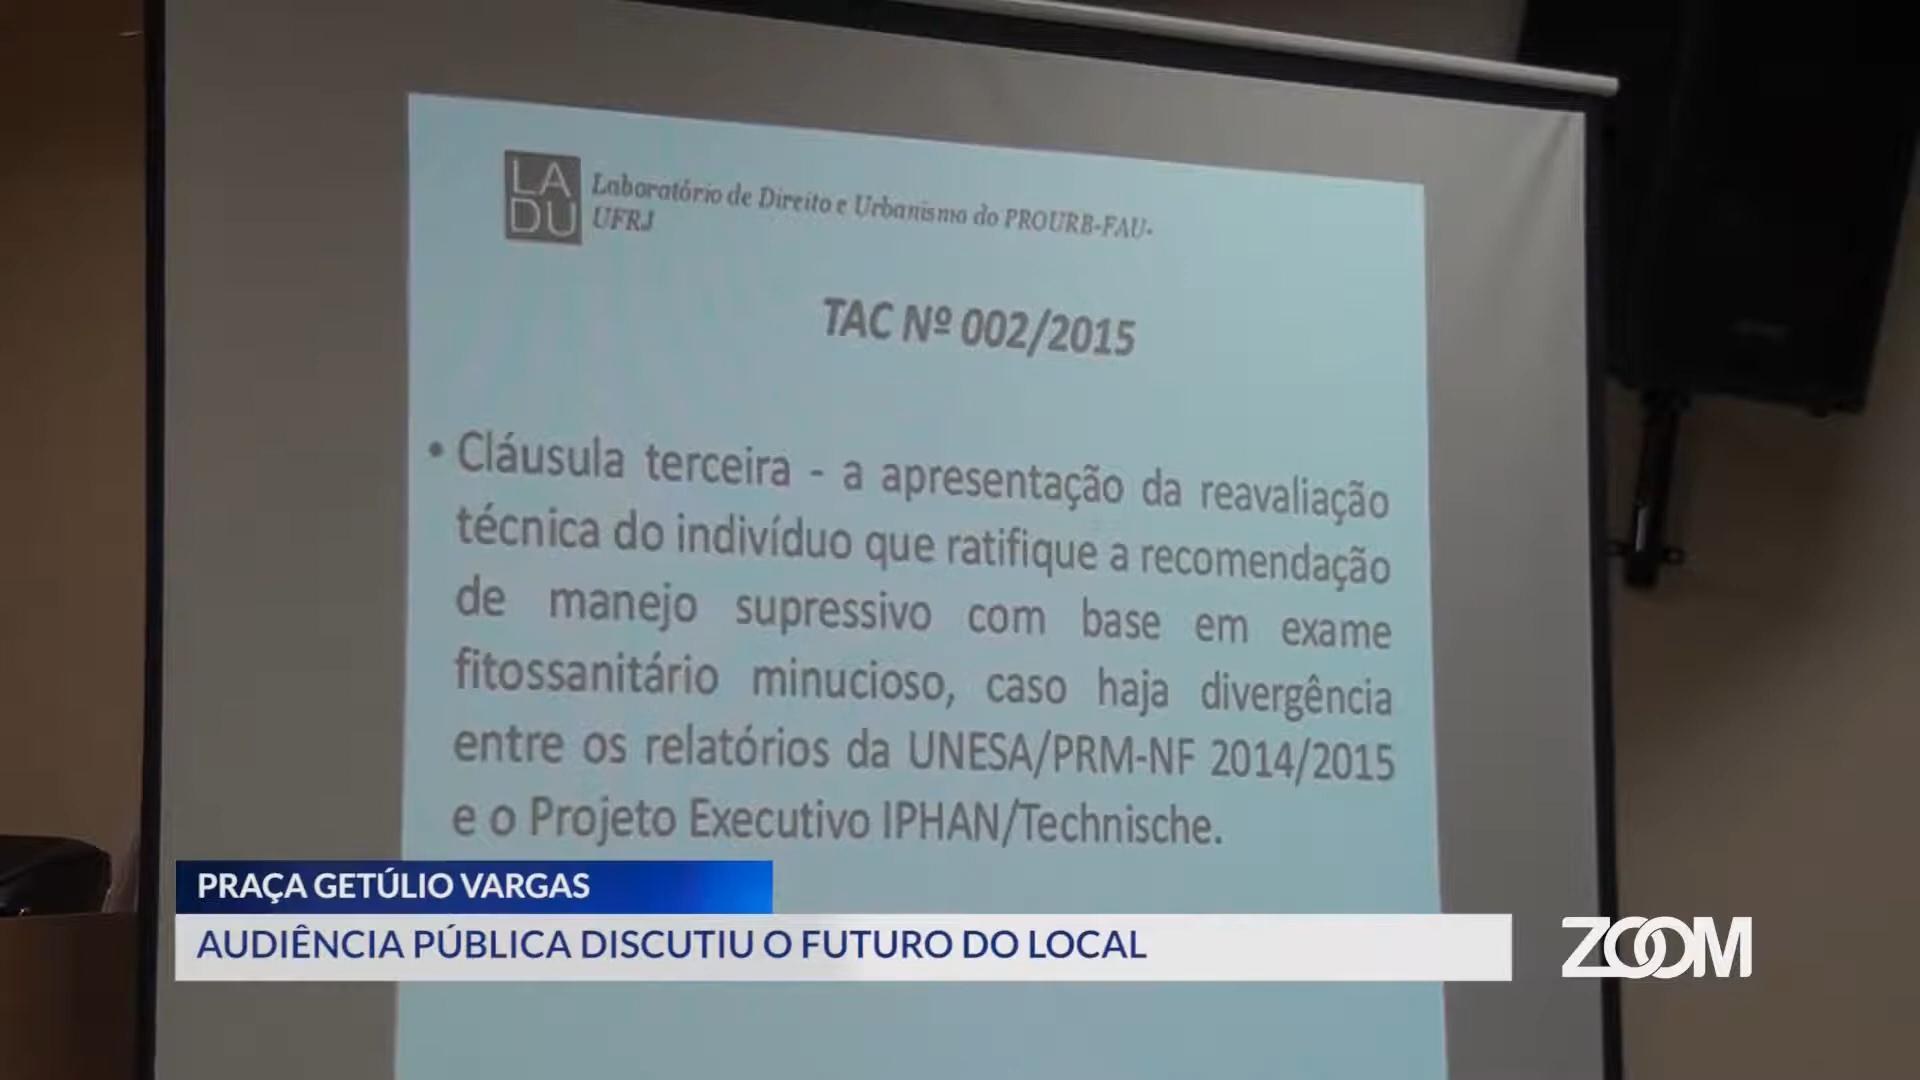 LA
DU
Laboratório de Direito e Urbanismo do PROURB-FAU-
UFRJ
TAC Nº 002/2015
• Cláusula terceira - a apresentação da reavaliação
técnica do indivíduo que ratifique a recomendação
de manejo supressivo com base em exame
fitossanitário minucioso, caso haja divergência
entre os relatórios da UNESA/PRM-NF 2014/2015
e o Projeto Executivo IPHAN/Technische.
PRAÇA GETÚLIO VARGAS
AUDIÊNCIA PÚBLICA DISCUTIU O FUTURO DO LOCAL
ZOOM